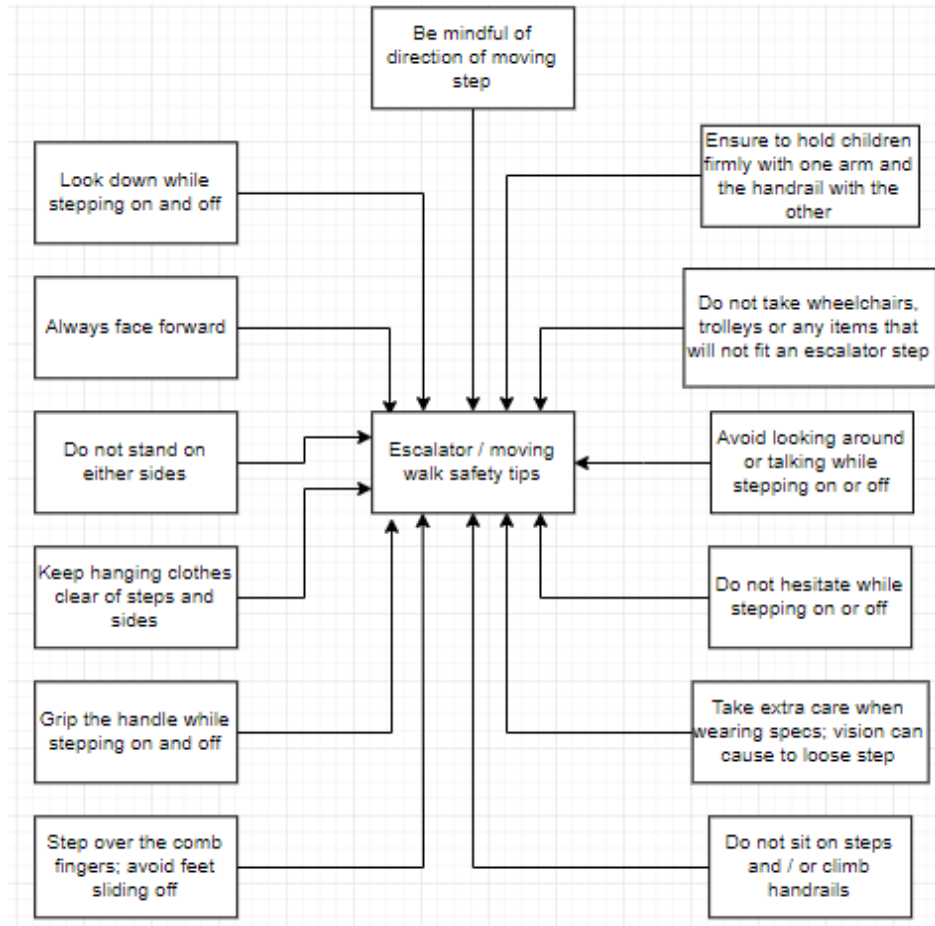 Be mindful of
direction of moving
step
Look down while
stepping on and off
Ensure to hold children
firmly with one arm and
the handrail with the
other
Always face forward
Do not take wheelchairs,
trolleys or any items that
will not fit an escalator step
Do not stand on
either sides
Escalator / moving
walk safety tips
Avoid looking around
or talking while
stepping on or off
Keep hanging clothes
clear of steps and
sides
Do not hesitate while
stepping on or off
Grip the handle while
stepping on and off
Take extra care when
wearing specs; vision can
cause to loose step
Step over the comb
fingers; avoid feet
sliding off
Do not sit on steps
and / or climb
handrails